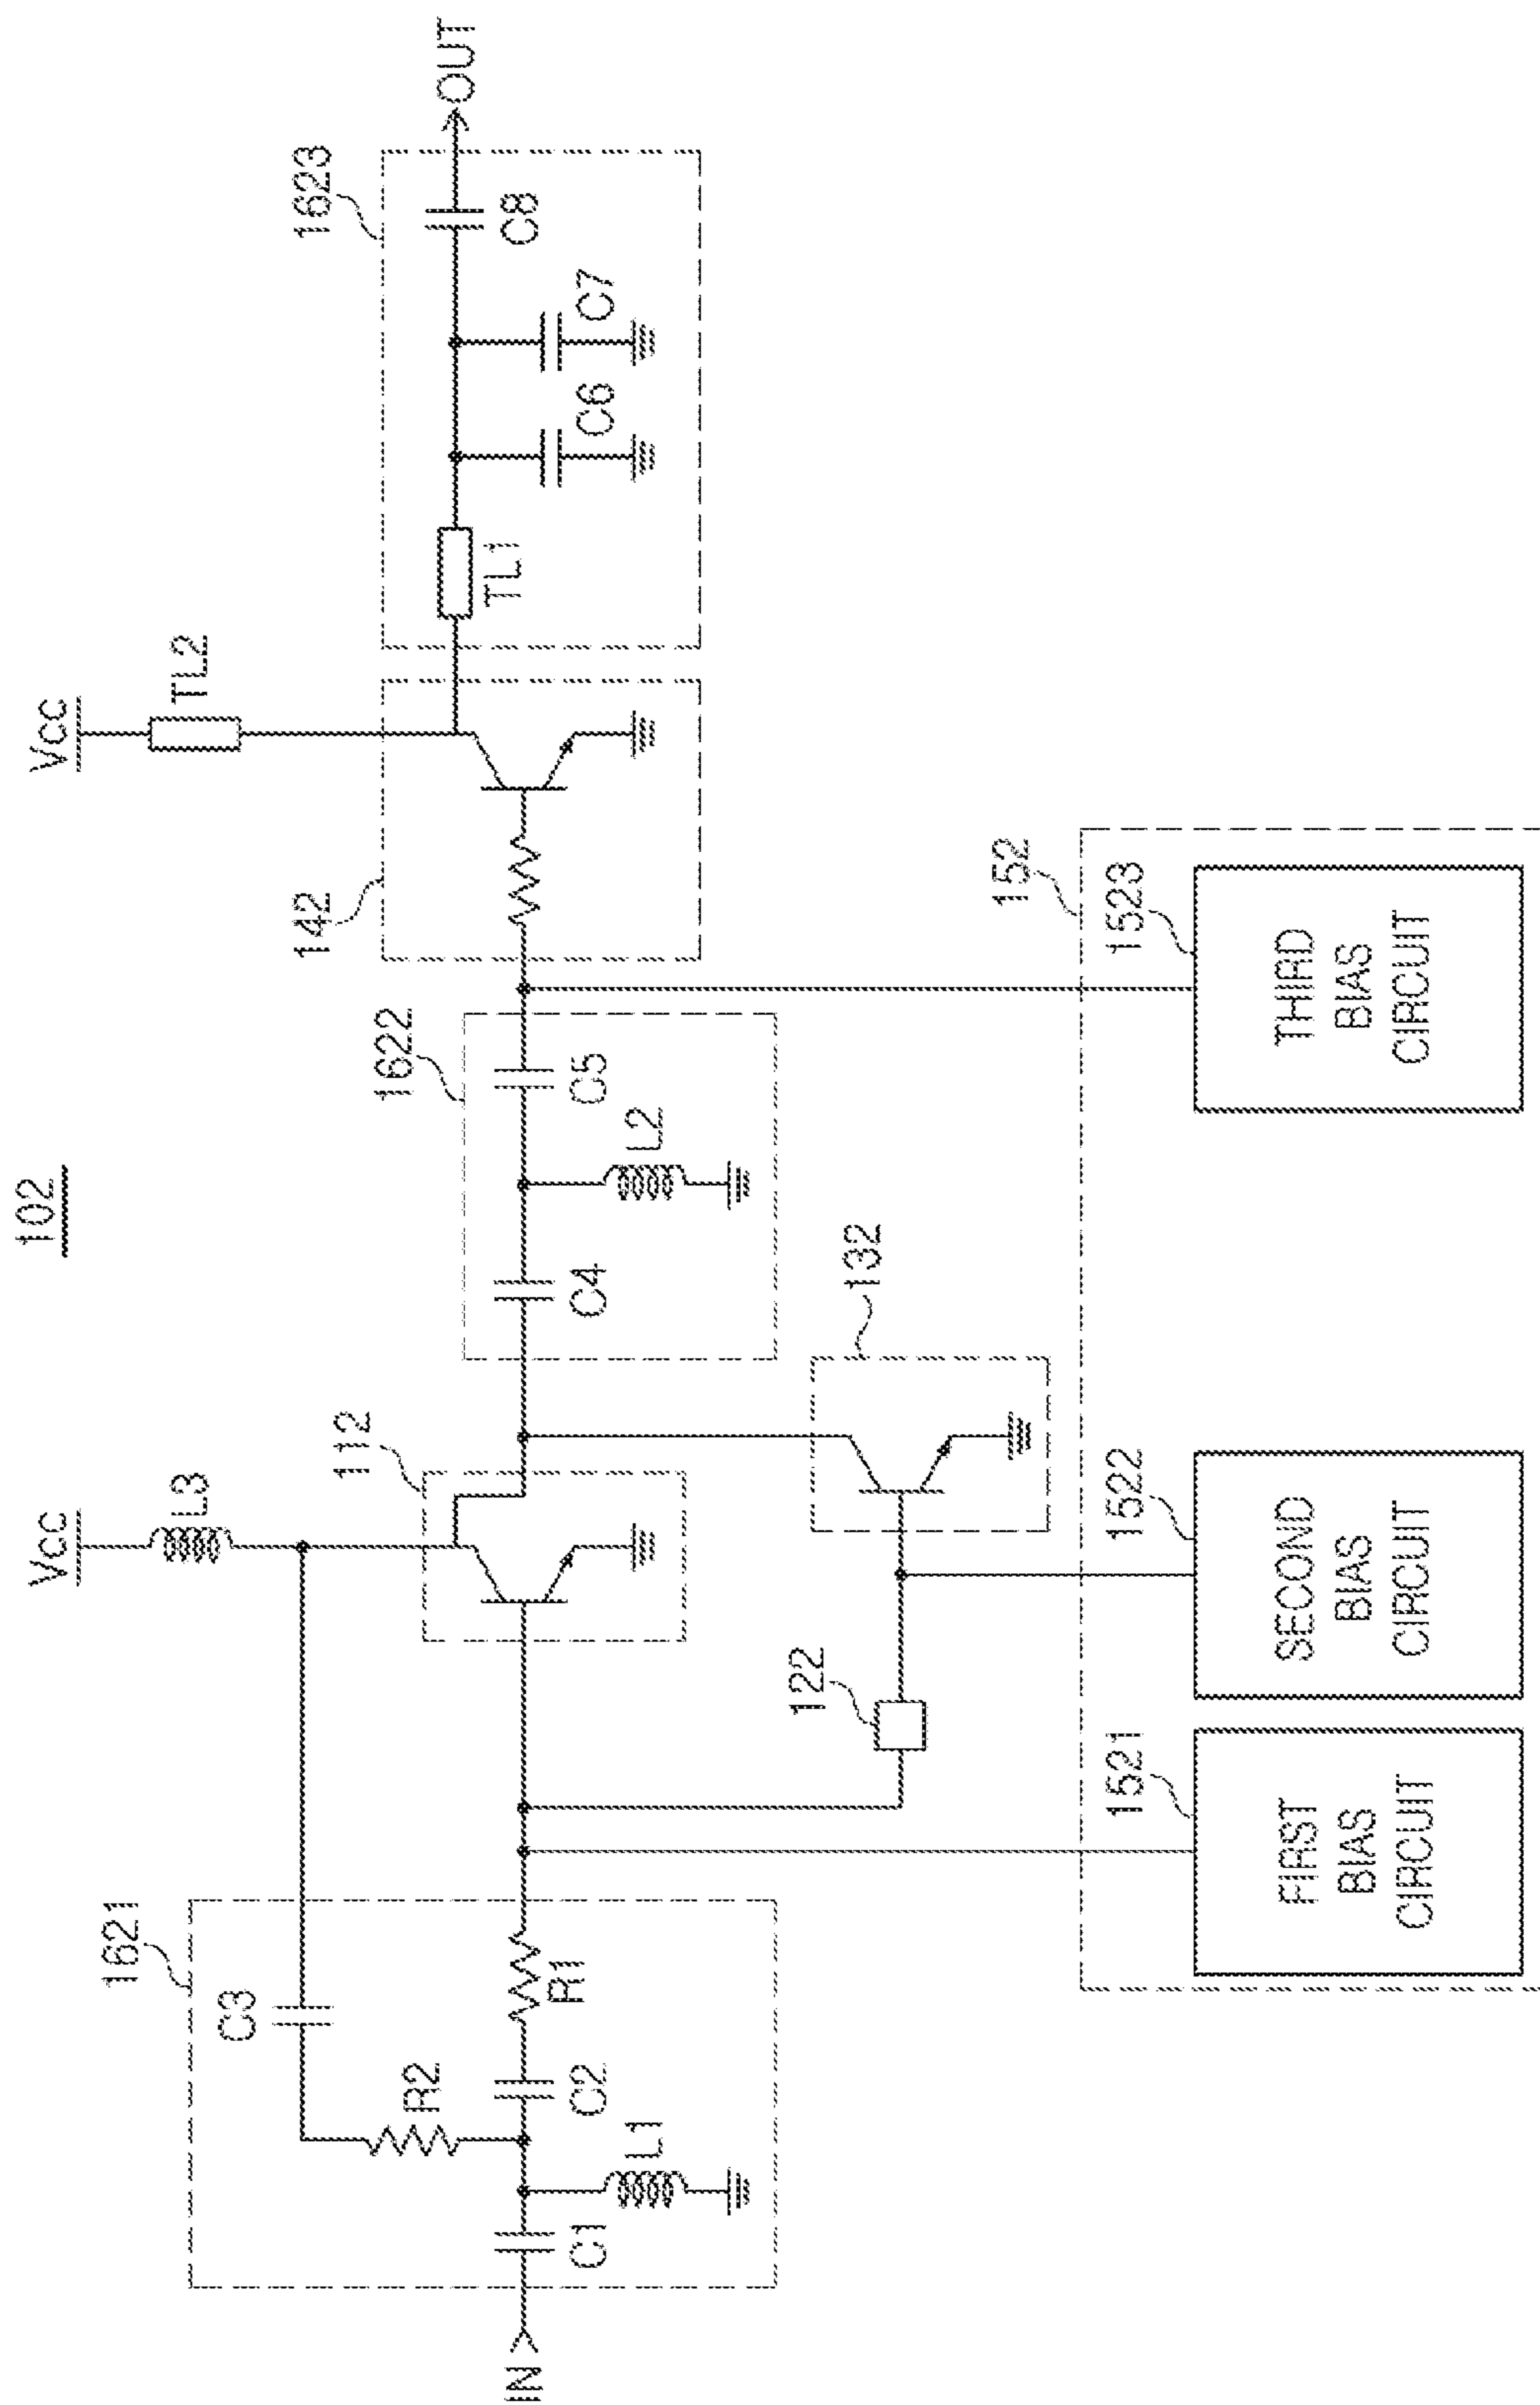 102
Vcc
L3
Vcc
TL2
1621
C3
R2
C1
L1
C2
R1
112
1622
C4
L2
C5
142
1623
TL1
C6
C7
C8
IN
OUT
122
132
152
1521
FIRST
BIAS
CIRCUIT
1522
SECOND
BIAS
CIRCUIT
1523
THIRD
BIAS
CIRCUIT